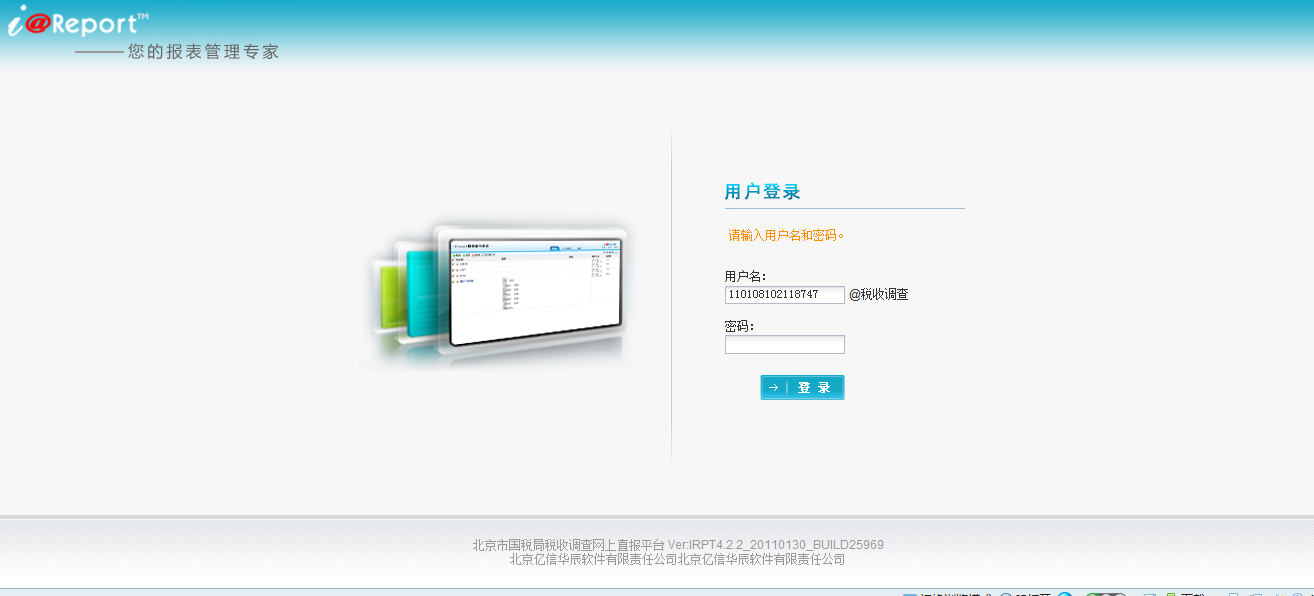 i@Report™
——您的报表管理专家
用户登录
请输入用户名和密码。
用户名：
110108102118747 @税收调查
密码：
登 录
北京市国税局税收调查网上直报平台 Ver:IRPT4.2.2_20110130_BUILD25969
北京亿信华辰软件有限责任公司北京亿信华辰软件有限责任公司